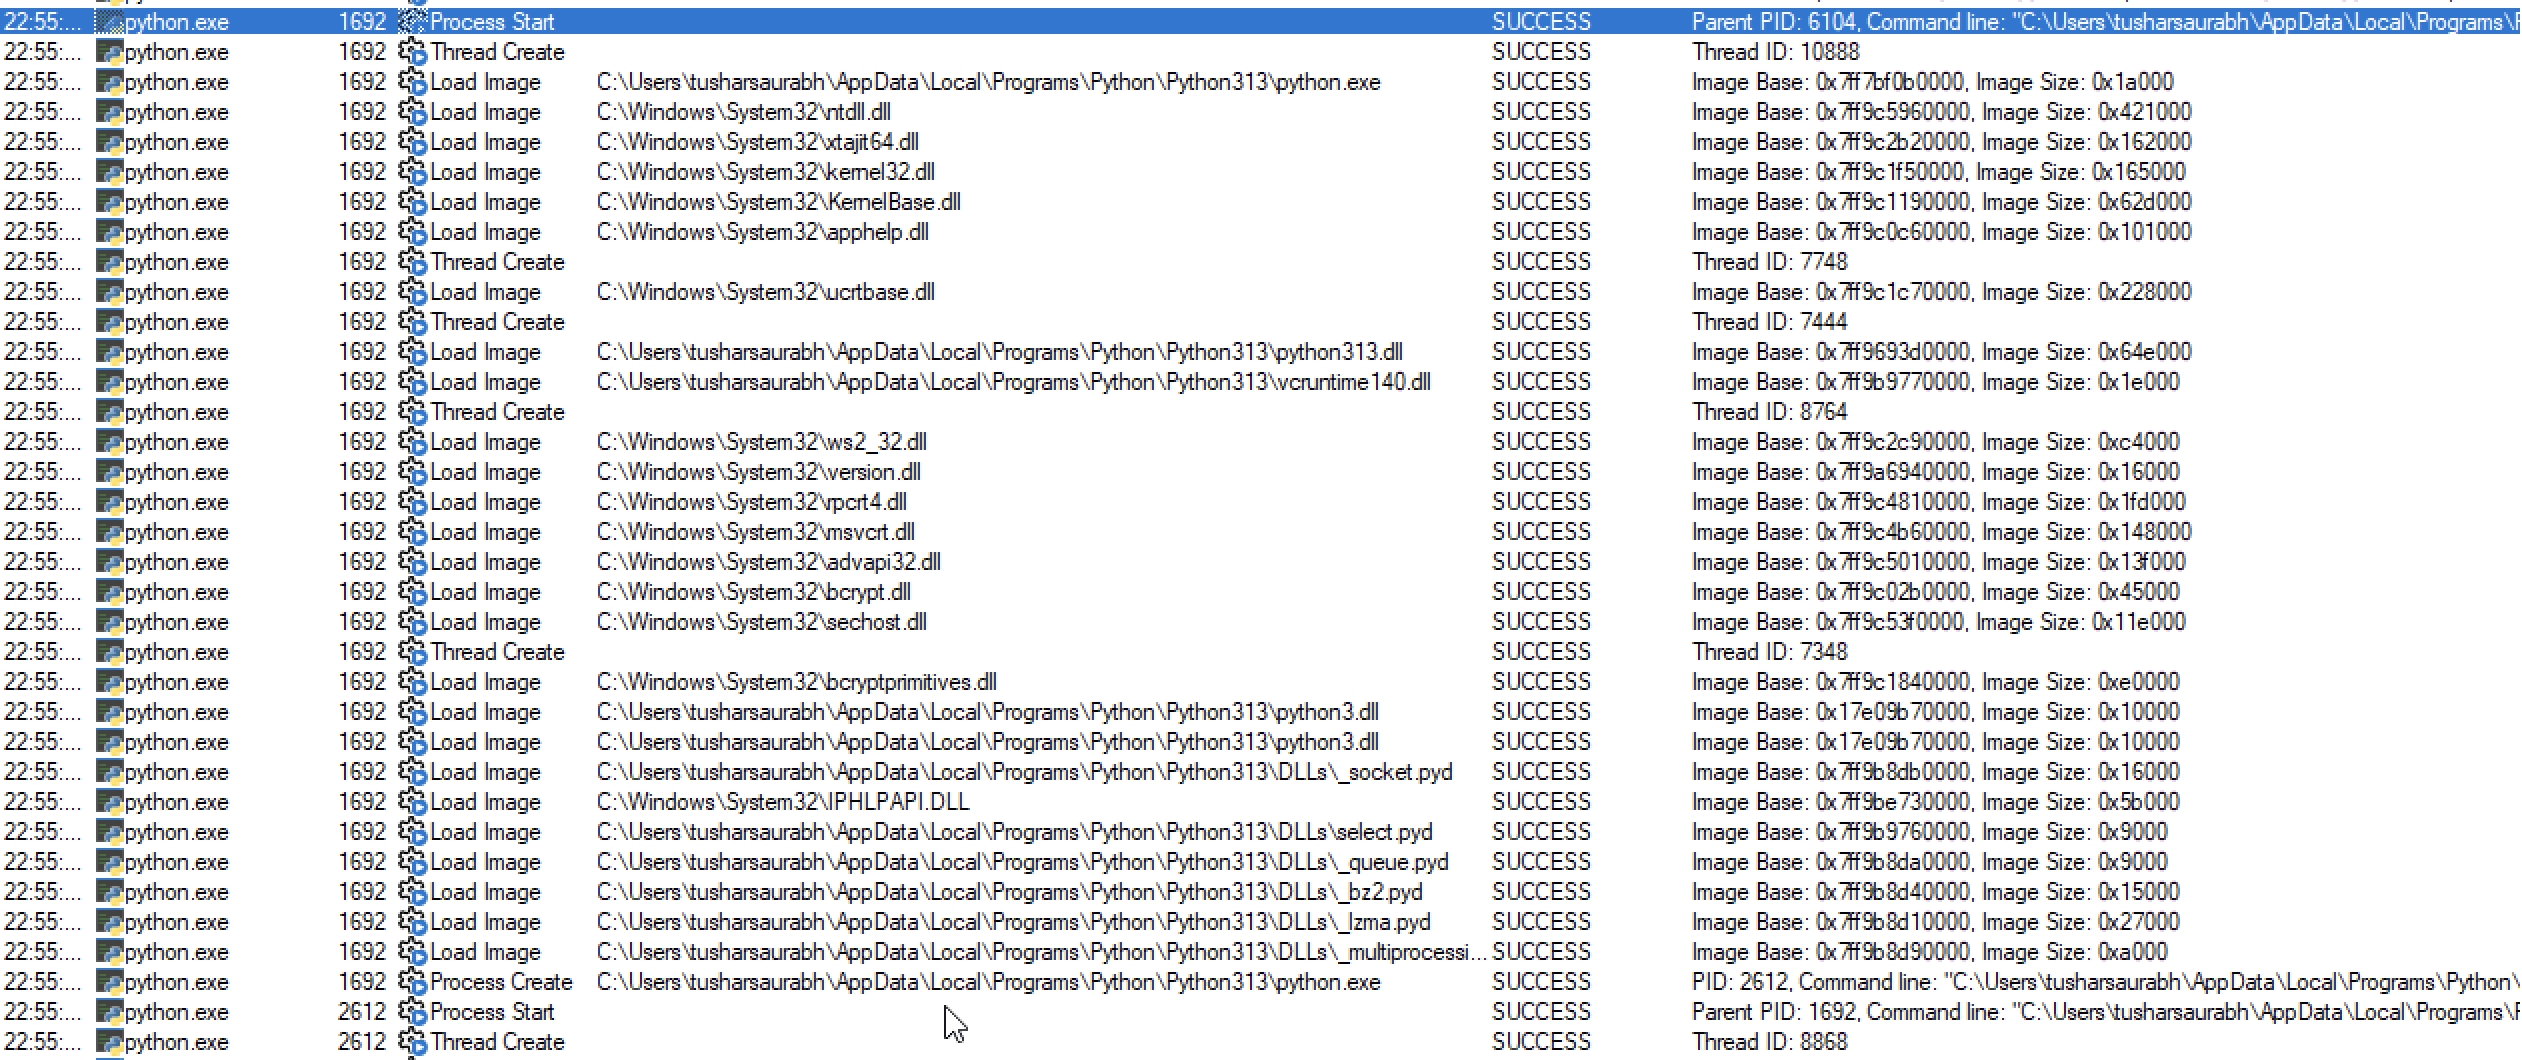 22:55:... python.exe 1692 Process Start SUCCESS Parent PID: 6104, Command line: "C:\Users\tusharsaurabh\AppData\Local\Programs\
22:55:... python.exe 1692 Thread Create SUCCESS Thread ID: 10888
22:55:... python.exe 1692 Load Image C:\Users\tusharsaurabh\AppData\Local\Programs\Python\Python313\python.exe SUCCESS Image Base: 0x7ff7bf0b0000, Image Size: 0x1a000
22:55:... python.exe 1692 Load Image C:\Windows\System32\ntdll.dll SUCCESS Image Base: 0x7ff9c5960000, Image Size: 0x421000
22:55:... python.exe 1692 Load Image C:\Windows\System32\xtajit64.dll SUCCESS Image Base: 0x7ff9c2b20000, Image Size: 0x162000
22:55:... python.exe 1692 Load Image C:\Windows\System32\kernel32.dll SUCCESS Image Base: 0x7ff9c1f50000, Image Size: 0x165000
22:55:... python.exe 1692 Load Image C:\Windows\System32\KernelBase.dll SUCCESS Image Base: 0x7ff9c1190000, Image Size: 0x62d000
22:55:... python.exe 1692 Load Image C:\Windows\System32\apphelp.dll SUCCESS Image Base: 0x7ff9c0c60000, Image Size: 0x101000
22:55:... python.exe 1692 Thread Create SUCCESS Thread ID: 7748
22:55:... python.exe 1692 Load Image C:\Windows\System32\ucrtbase.dll SUCCESS Image Base: 0x7ff9c1c70000, Image Size: 0x228000
22:55:... python.exe 1692 Thread Create SUCCESS Thread ID: 7444
22:55:... python.exe 1692 Load Image C:\Users\tusharsaurabh\AppData\Local\Programs\Python\Python313\python313.dll SUCCESS Image Base: 0x7ff9693d0000, Image Size: 0x64e000
22:55:... python.exe 1692 Load Image C:\Users\tusharsaurabh\AppData\Local\Programs\Python\Python313\vcruntime140.dll SUCCESS Image Base: 0x7ff9b9770000, Image Size: 0x1e000
22:55:... python.exe 1692 Thread Create SUCCESS Thread ID: 8764
22:55:... python.exe 1692 Load Image C:\Windows\System32\ws2_32.dll SUCCESS Image Base: 0x7ff9c2c90000, Image Size: 0xc4000
22:55:... python.exe 1692 Load Image C:\Windows\System32\version.dll SUCCESS Image Base: 0x7ff9a6940000, Image Size: 0x16000
22:55:... python.exe 1692 Load Image C:\Windows\System32\rpcrt4.dll SUCCESS Image Base: 0x7ff9c4810000, Image Size: 0x1fd000
22:55:... python.exe 1692 Load Image C:\Windows\System32\msvcrt.dll SUCCESS Image Base: 0x7ff9c4b60000, Image Size: 0x148000
22:55:... python.exe 1692 Load Image C:\Windows\System32\advapi32.dll SUCCESS Image Base: 0x7ff9c5010000, Image Size: 0x13f000
22:55:... python.exe 1692 Load Image C:\Windows\System32\bcrypt.dll SUCCESS Image Base: 0x7ff9c02b0000, Image Size: 0x45000
22:55:... python.exe 1692 Load Image C:\Windows\System32\sechost.dll SUCCESS Image Base: 0x7ff9c53f0000, Image Size: 0x11e000
22:55:... python.exe 1692 Thread Create SUCCESS Thread ID: 7348
22:55:... python.exe 1692 Load Image C:\Windows\System32\bcryptprimitives.dll SUCCESS Image Base: 0x7ff9c1840000, Image Size: 0xe0000
22:55:... python.exe 1692 Load Image C:\Users\tusharsaurabh\AppData\Local\Programs\Python\Python313\python3.dll SUCCESS Image Base: 0x17e09b70000, Image Size: 0x10000
22:55:... python.exe 1692 Load Image C:\Users\tusharsaurabh\AppData\Local\Programs\Python\Python313\python3.dll SUCCESS Image Base: 0x17e09b70000, Image Size: 0x10000
22:55:... python.exe 1692 Load Image C:\Users\tusharsaurabh\AppData\Local\Programs\Python\Python313\DLLs\_socket.pyd SUCCESS Image Base: 0x7ff9b8db0000, Image Size: 0x16000
22:55:... python.exe 1692 Load Image C:\Windows\System32\IPHLPAPI.DLL SUCCESS Image Base: 0x7ff9be730000, Image Size: 0x5b000
22:55:... python.exe 1692 Load Image C:\Users\tusharsaurabh\AppData\Local\Programs\Python\Python313\DLLs\select.pyd SUCCESS Image Base: 0x7ff9b9760000, Image Size: 0x9000
22:55:... python.exe 1692 Load Image C:\Users\tusharsaurabh\AppData\Local\Programs\Python\Python313\DLLs\_queue.pyd SUCCESS Image Base: 0x7ff9b8da0000, Image Size: 0x9000
22:55:... python.exe 1692 Load Image C:\Users\tusharsaurabh\AppData\Local\Programs\Python\Python313\DLLs\_bz2.pyd SUCCESS Image Base: 0x7ff9b8d40000, Image Size: 0x15000
22:55:... python.exe 1692 Load Image C:\Users\tusharsaurabh\AppData\Local\Programs\Python\Python313\DLLs\_lzma.pyd SUCCESS Image Base: 0x7ff9b8d10000, Image Size: 0x27000
22:55:... python.exe 1692 Load Image C:\Users\tusharsaurabh\AppData\Local\Programs\Python\Python313\DLLs\_multiprocessi... SUCCESS Image Base: 0x7ff9b8d90000, Image Size: 0xa000
22:55:... python.exe 1692 Process Create C:\Users\tusharsaurabh\AppData\Local\Programs\Python\Python313\python.exe SUCCESS PID: 2612, Command line: "C:\Users\tusharsaurabh\AppData\Local\Programs\Python\
22:55:... python.exe 2612 Process Start SUCCESS Parent PID: 1692, Command line: "C:\Users\tusharsaurabh\AppData\Local\Programs\
22:55:... python.exe 2612 Thread Create SUCCESS Thread ID: 8868